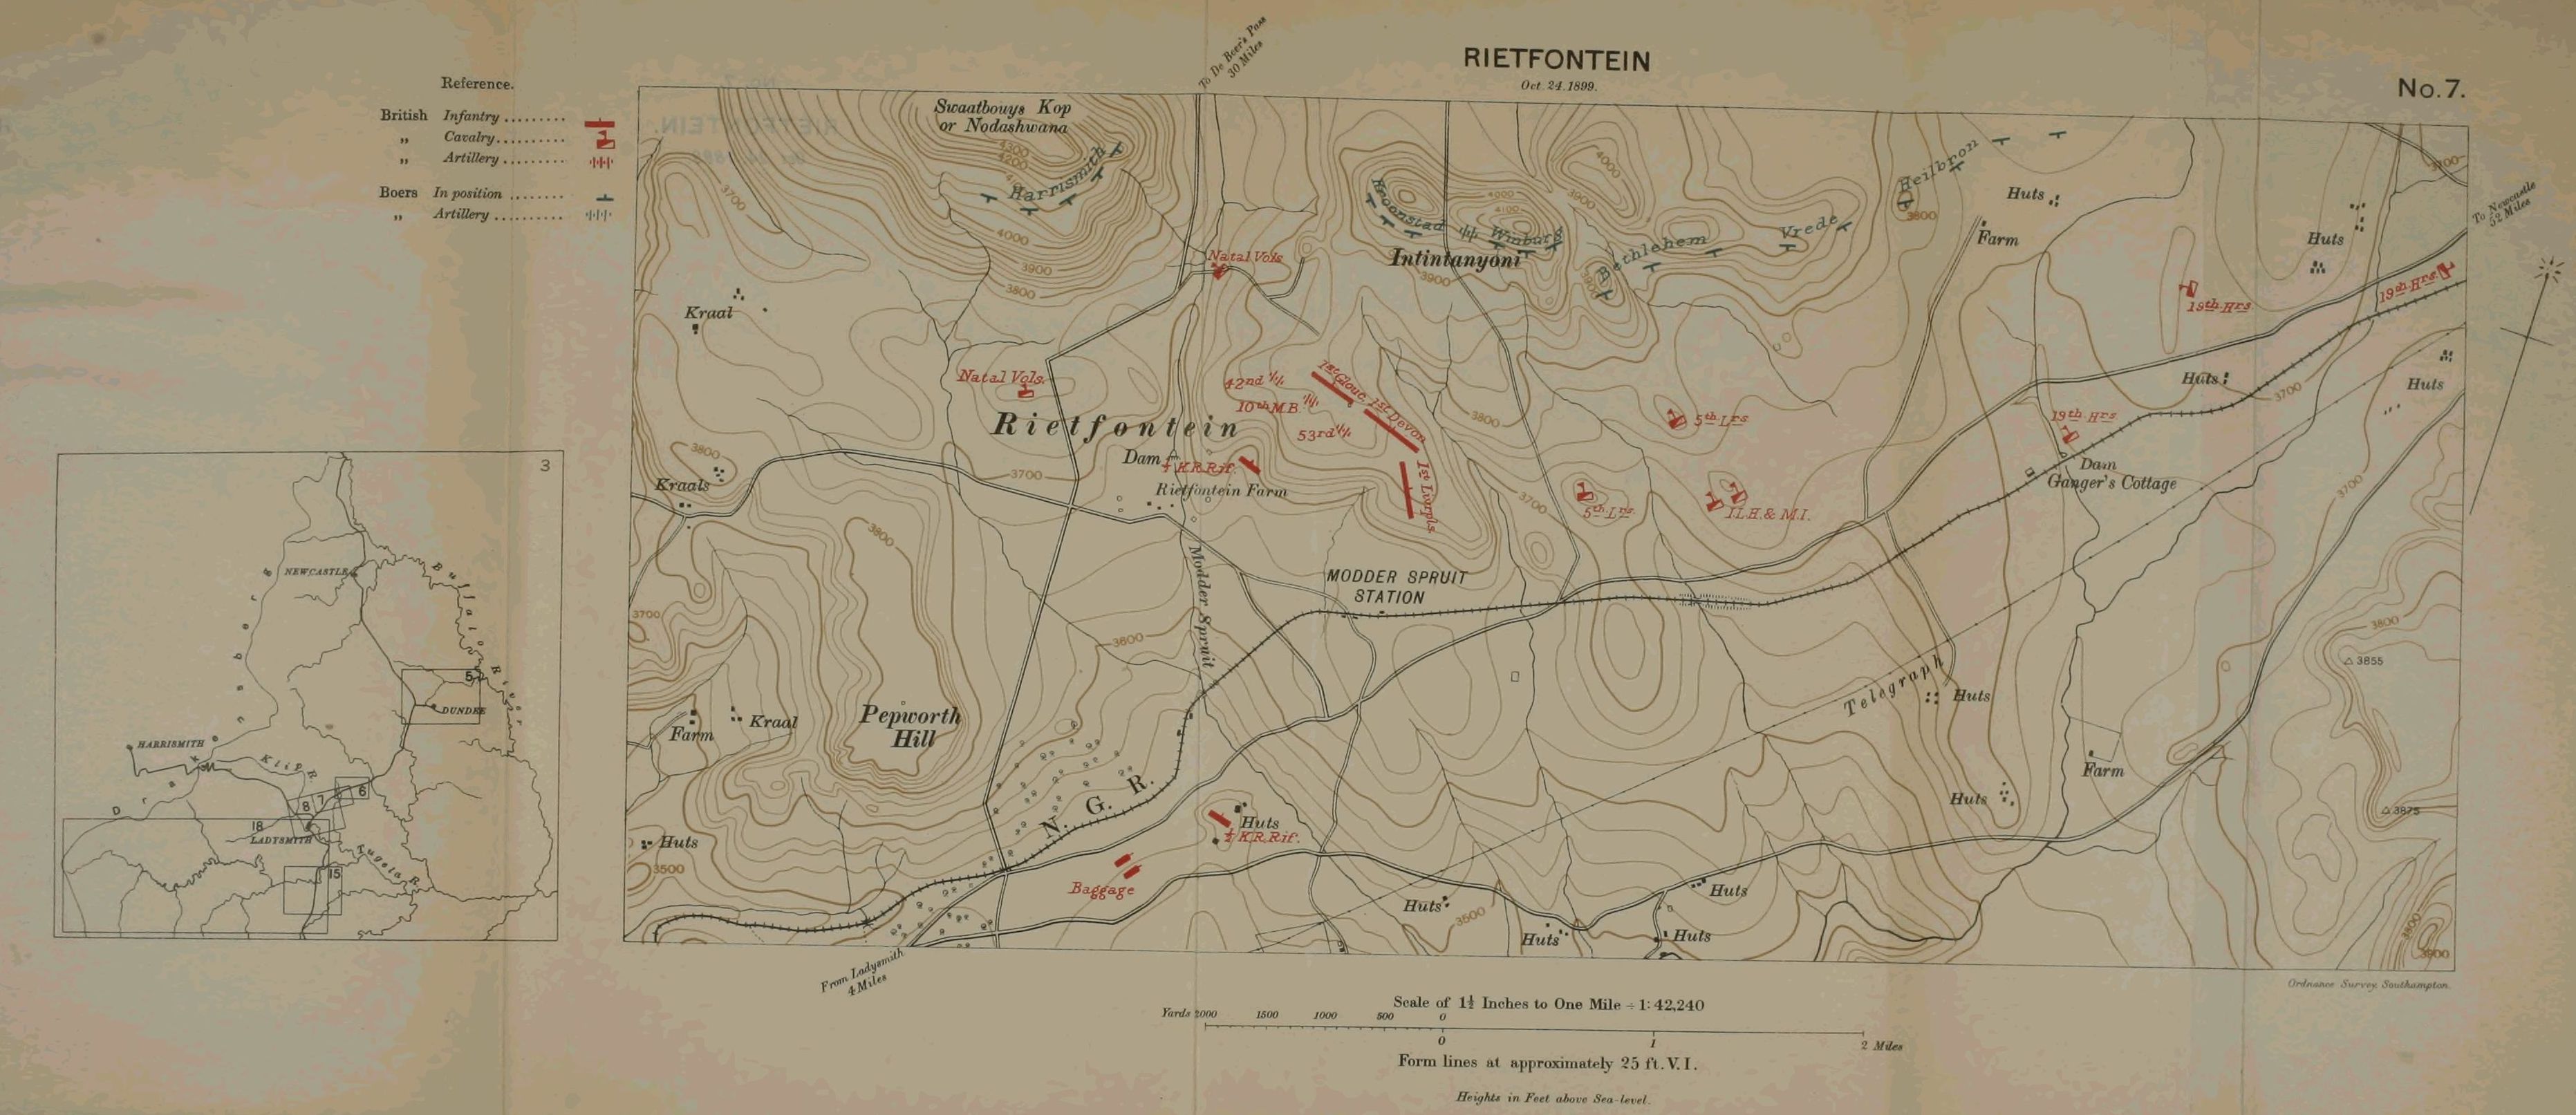 RIETFONTEIN
Oct. 24. 1899.
No. 7.
Reference.
British Infantry .........
„ Cavalry..........
„ Artillery .........
Boers In position ........
„ Artillery ..........
To De Beer's Pass
30 Miles
To Newcastle
52 Miles
Swaatbouys Kop
or Nodashwana
4300
4200
Harrismith
4000
3900
3800
3700
Kroonstad
Winburg
4000
4100
Intintanyoni
3900
4000
3900
Bethlehem
3900
Vrede
Heilbron
3800
Huts
Farm
Huts
3700
Natal Vols
Kraal
Natal Vols.
42nd
10th M.B.
53rd
1st Glouc.
1st Devon
1st Livrpls.
Rietfontein
Dam
½ K.R.Rif.
Rietfontein Farm
3700
3800
3700
5th Lrs
5th Lrs
I.L.H. & M.I.
18th Hrs
19th Hrs.
19th Hrs.
Huts
Huts
3700
Dam
Ganger's Cottage
3700
Kraals
3800
3800
3700
Modder Spruit
MODDER SPRUIT
STATION
3600
Telegraph
Huts
3800
△ 3855
△ 3875
Farm
Kraal
Pepworth
Hill
Farm
Huts
N. G. R.
Huts
½ K.R.Rif.
Baggage
Huts
3500
Huts
3500
Huts
Huts
Huts
3800
3900
From Ladysmith
4 Miles
Ordnance Survey, Southampton.
3
NEWCASTLE
Buffalo River
5
DUNDEE
HARRISMITH
Drakensberg
Klip R.
6
7
8
18
LADYSMITH
Tugela R.
15
Scale of 1½ Inches to One Mile ÷ 1: 42,240
Yards 2000 1500 1000 500 0
0 1 2 Miles
Form lines at approximately 25 ft. V. I.
Heights in Feet above Sea-level.